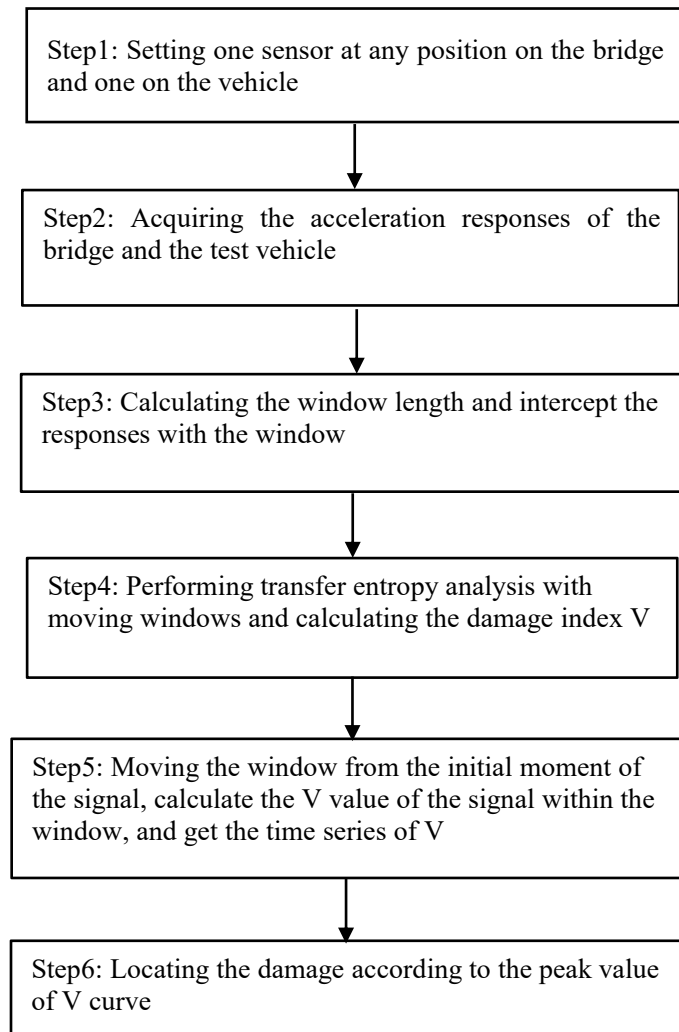 Step1: Setting one sensor at any position on the bridge
and one on the vehicle
Step2: Acquiring the acceleration responses of the
bridge and the test vehicle
Step3: Calculating the window length and intercept the
responses with the window
Step4: Performing transfer entropy analysis with
moving windows and calculating the damage index V
Step5: Moving the window from the initial moment of
the signal, calculate the V value of the signal within the
window, and get the time series of V
Step6: Locating the damage according to the peak value
of V curve